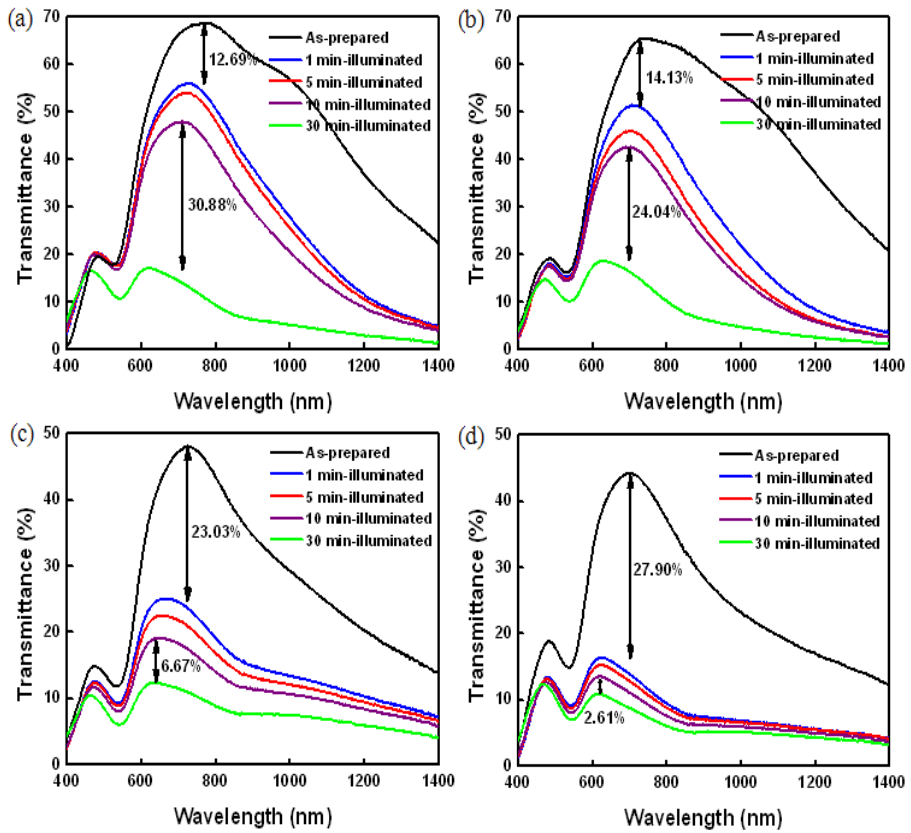 (a)
70
60
50
40
30
20
10
0
Transmittance (%)
As-prepared
1 min-illuminated
5 min-illuminated
10 min-illuminated
30 min-illuminated
12.69%
30.88%
400 600 800 1000 1200 1400
Wavelength (nm)
(b)
70
60
50
40
30
20
10
0
Transmittance (%)
As-prepared
1 min-illuminated
5 min-illuminated
10 min-illuminated
30 min-illuminated
14.13%
24.04%
400 600 800 1000 1200 1400
Wavelength (nm)
(c)
50
40
30
20
10
0
Transmittance (%)
As-prepared
1 min-illuminated
5 min-illuminated
10 min-illuminated
30 min-illuminated
23.03%
6.67%
400 600 800 1000 1200 1400
Wavelength (nm)
(d)
50
40
30
20
10
0
Transmittance (%)
As-prepared
1 min-illuminated
5 min-illuminated
10 min-illuminated
30 min-illuminated
27.90%
2.61%
400 600 800 1000 1200 1400
Wavelength (nm)